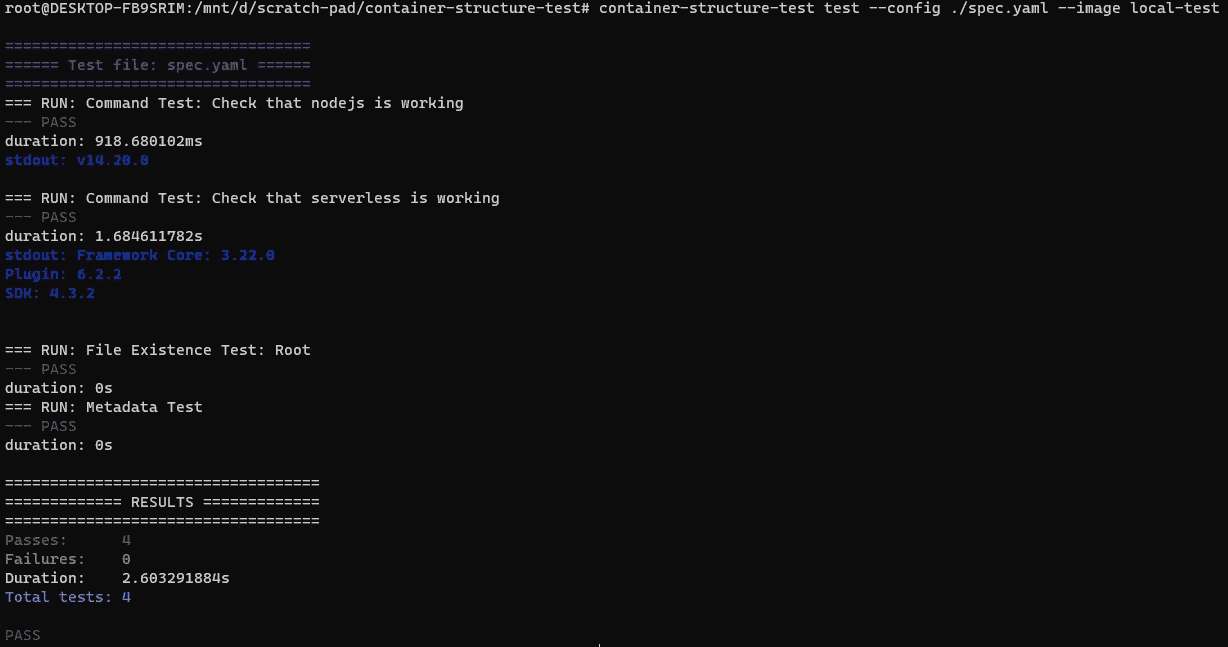 root@DESKTOP-FB9SRIM:/mnt/d/scratch-pad/container-structure-test# container-structure-test test --config ./spec.yaml --image local-test
==================================
====== Test file: spec.yaml ======
==================================
=== RUN: Command Test: Check that nodejs is working
--- PASS
duration: 918.680102ms
stdout: v14.20.0
=== RUN: Command Test: Check that serverless is working
--- PASS
duration: 1.684611782s
stdout: Framework Core: 3.22.0
Plugin: 6.2.2
SDK: 4.3.2
=== RUN: File Existence Test: Root
--- PASS
duration: 0s
=== RUN: Metadata Test
--- PASS
duration: 0s
===================================
============= RESULTS =============
===================================
Passes:      4
Failures:    0
Duration:    2.603291884s
Total tests: 4
PASS